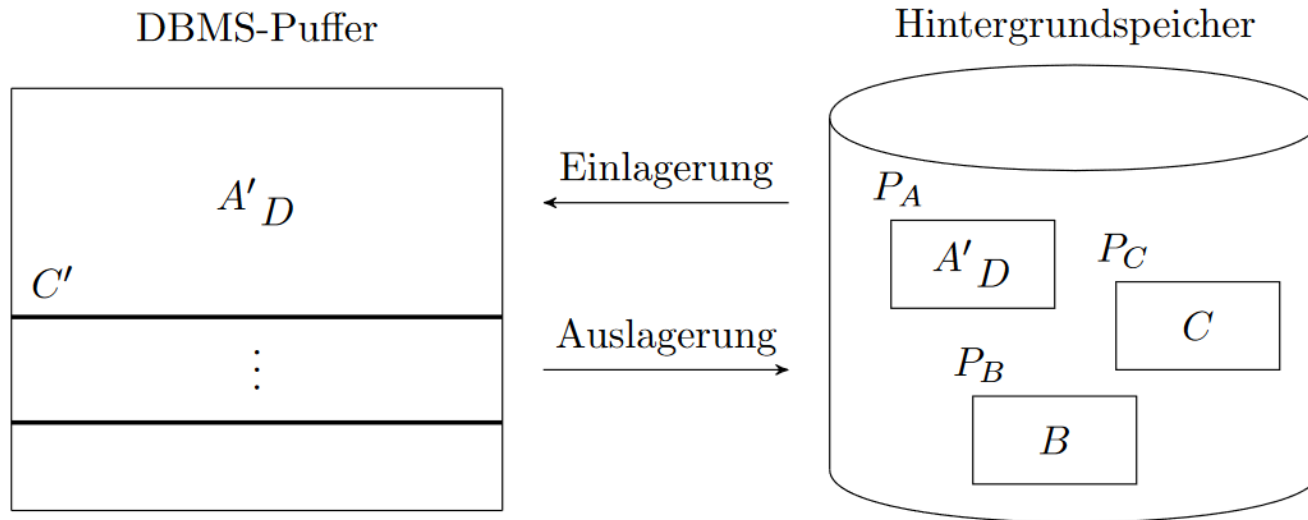 DBMS-Puffer
Hintergrundspeicher
A′ D
C′
⋮
Einlagerung
Auslagerung
P_A
A′ D
P_C
C
P_B
B